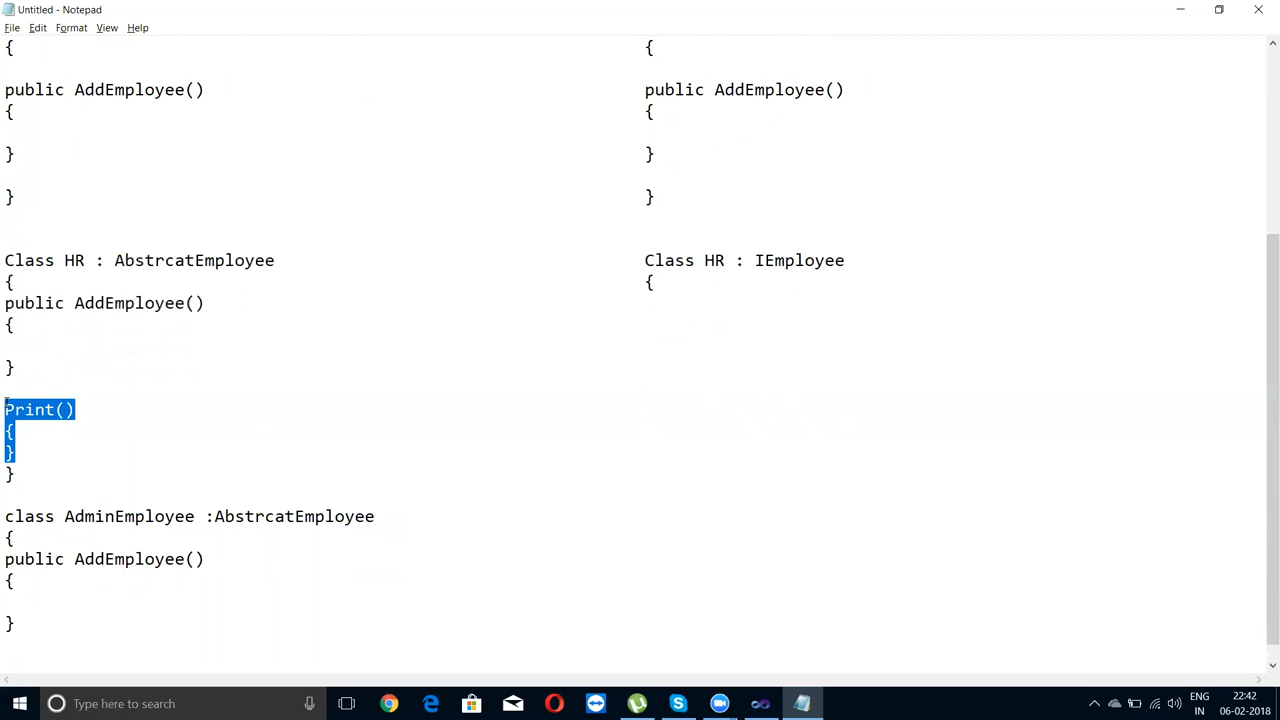 Untitled - Notepad
File Edit Format View Help
{ {
public AddEmployee() public AddEmployee()
{ {
} }
} }
Class HR : AbstrcatEmployee Class HR : IEmployee
{ {
public AddEmployee()
{
}
Print()
{
}
}
class AdminEmployee :AbstrcatEmployee
{
public AddEmployee()
{
}
Type here to search
ENG
IN
22:42
06-02-2018